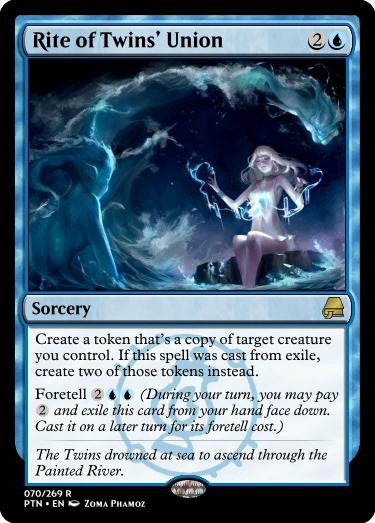 Rite of Twins' Union 2
Sorcery
Create a token that's a copy of target creature
you control. If this spell was cast from exile,
create two of those tokens instead.
Foretell 2 (During your turn, you may pay
2 and exile this card from your hand face down.
Cast it on a later turn for its foretell cost.)
The Twins drowned at sea to ascend through the
Painted River.
070/269 R
PTN • EN Zoma Phamoz